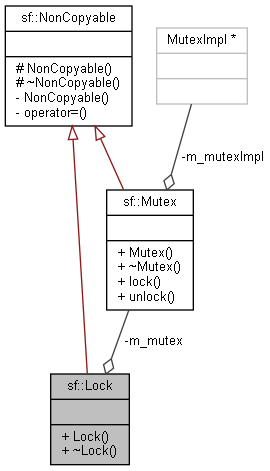 sf::NonCopyable
# NonCopyable()
# ~NonCopyable()
- NonCopyable()
- operator=()
MutexImpl *
-m_mutexImpl
sf::Mutex
+ Mutex()
+ ~Mutex()
+ lock()
+ unlock()
-m_mutex
sf::Lock
+ Lock()
+ ~Lock()